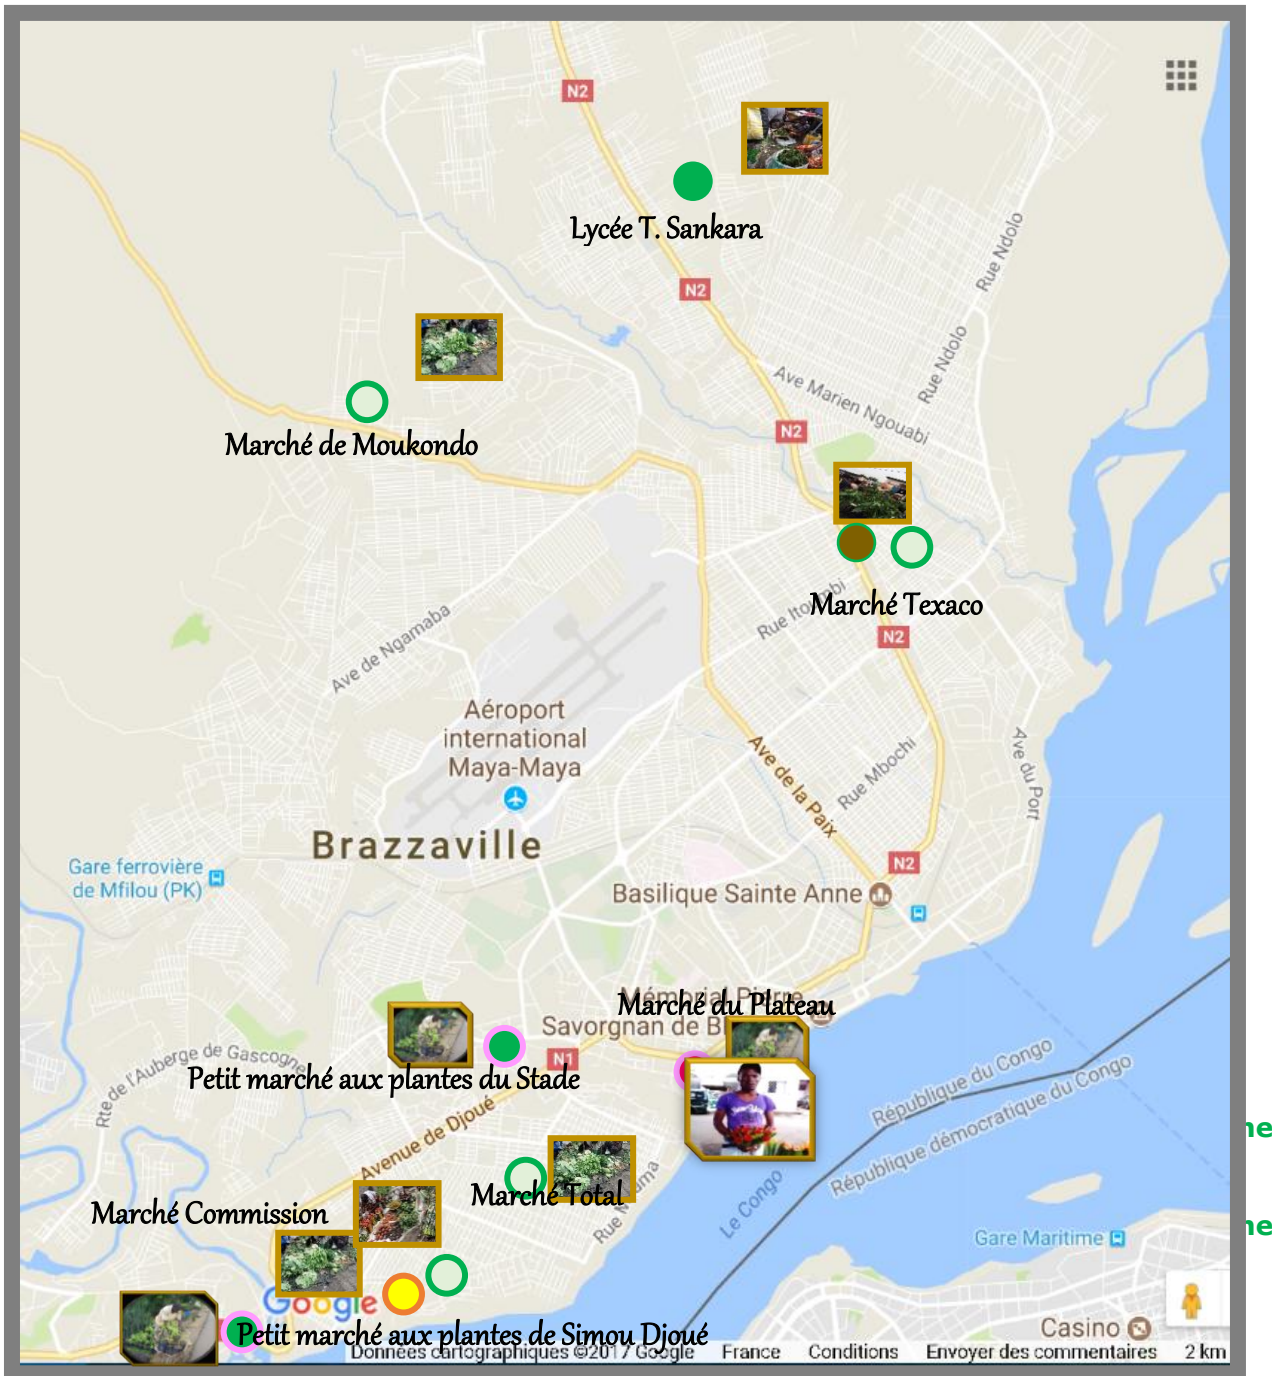 N2
Lycée T. Sankara
Rue Ndolo
N2
Rue Ndolo
Ave Marien Ngouabi
N2
Marché de Moukondo
Marché Texaco
N2
Ave de Ngamaba
Aéroport
international
Maya-Maya
Ave de la Paix
Rue Mbochi
Ave du Port
Brazzaville
Gare ferrovière
de Mfilou (PK)
N2
Basilique Sainte Anne
Marché du Plateau
Mémorial Pierre
Savorgnan de
N1
Rte de l'Auberge de Gascogne
Petit marché aux plantes du Stade
République du Congo
République démocratique du Congo
Avenue de Djoué
Marché Total
Rue
Marché Commission
Le Congo
Gare Maritime
ne
ne
Google
Petit marché aux plantes de Simou Djoué
Casino
Données cartographiques ©2017 Google France Conditions Envoyer des commentaires 2 km